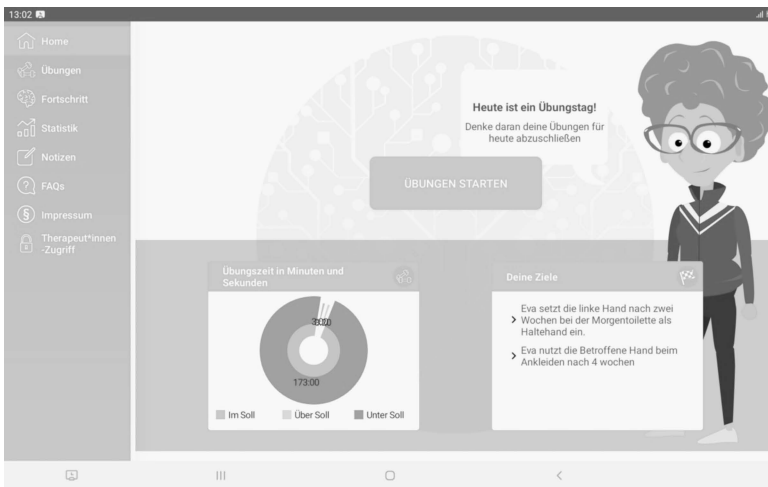 13:02
Home
Übungen
Fortschritt
Statistik
Notizen
FAQs
§ Impressum
Therapeut*innen
-Zugriff
Heute ist ein Übungstag!
Denke daran deine Übungen für
heute abzuschließen
ÜBUNGEN STARTEN
Übungszeit in Minuten und
Sekunden
173:00
Im Soll
Über Soll
Unter Soll
Deine Ziele
Eva setzt die linke Hand nach zwei
Wochen bei der Morgentoilette als
Haltehand ein.
Eva nutzt die Betroffene Hand beim
Ankleiden nach 4 wochen